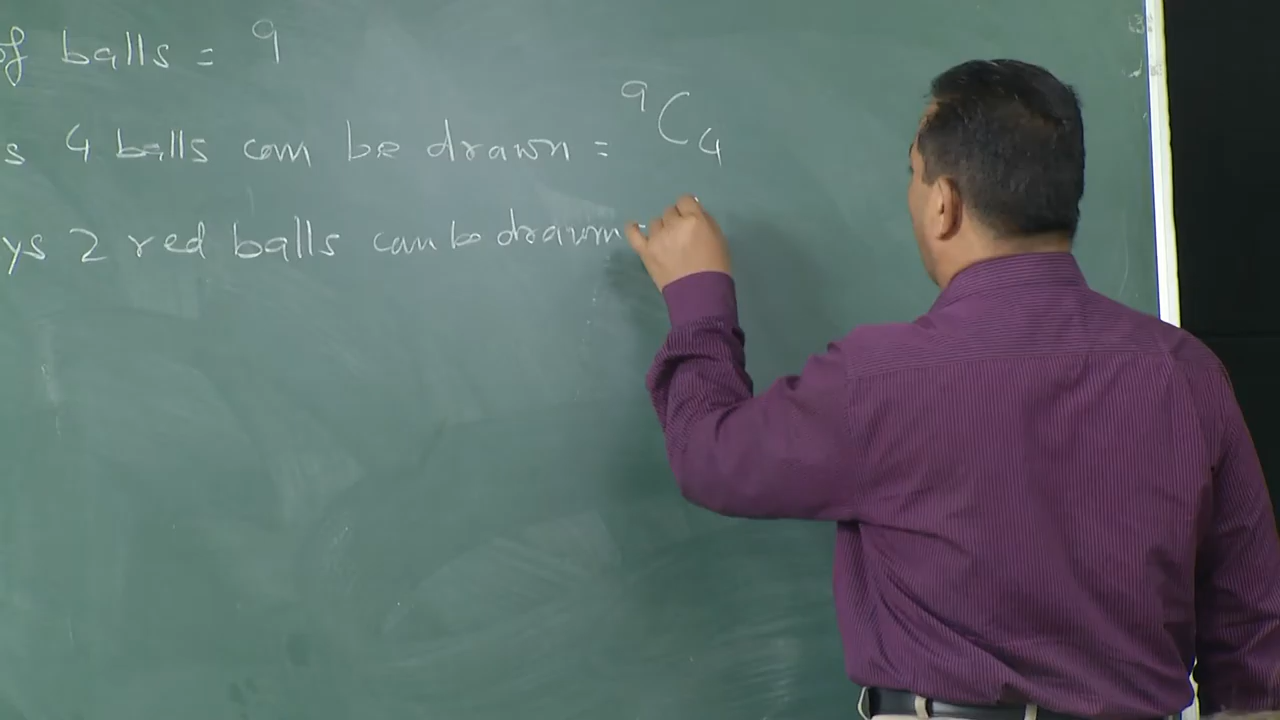 of balls = 9
s 4 balls can be drawn = ⁹C₄
ys 2 red balls can be drawn